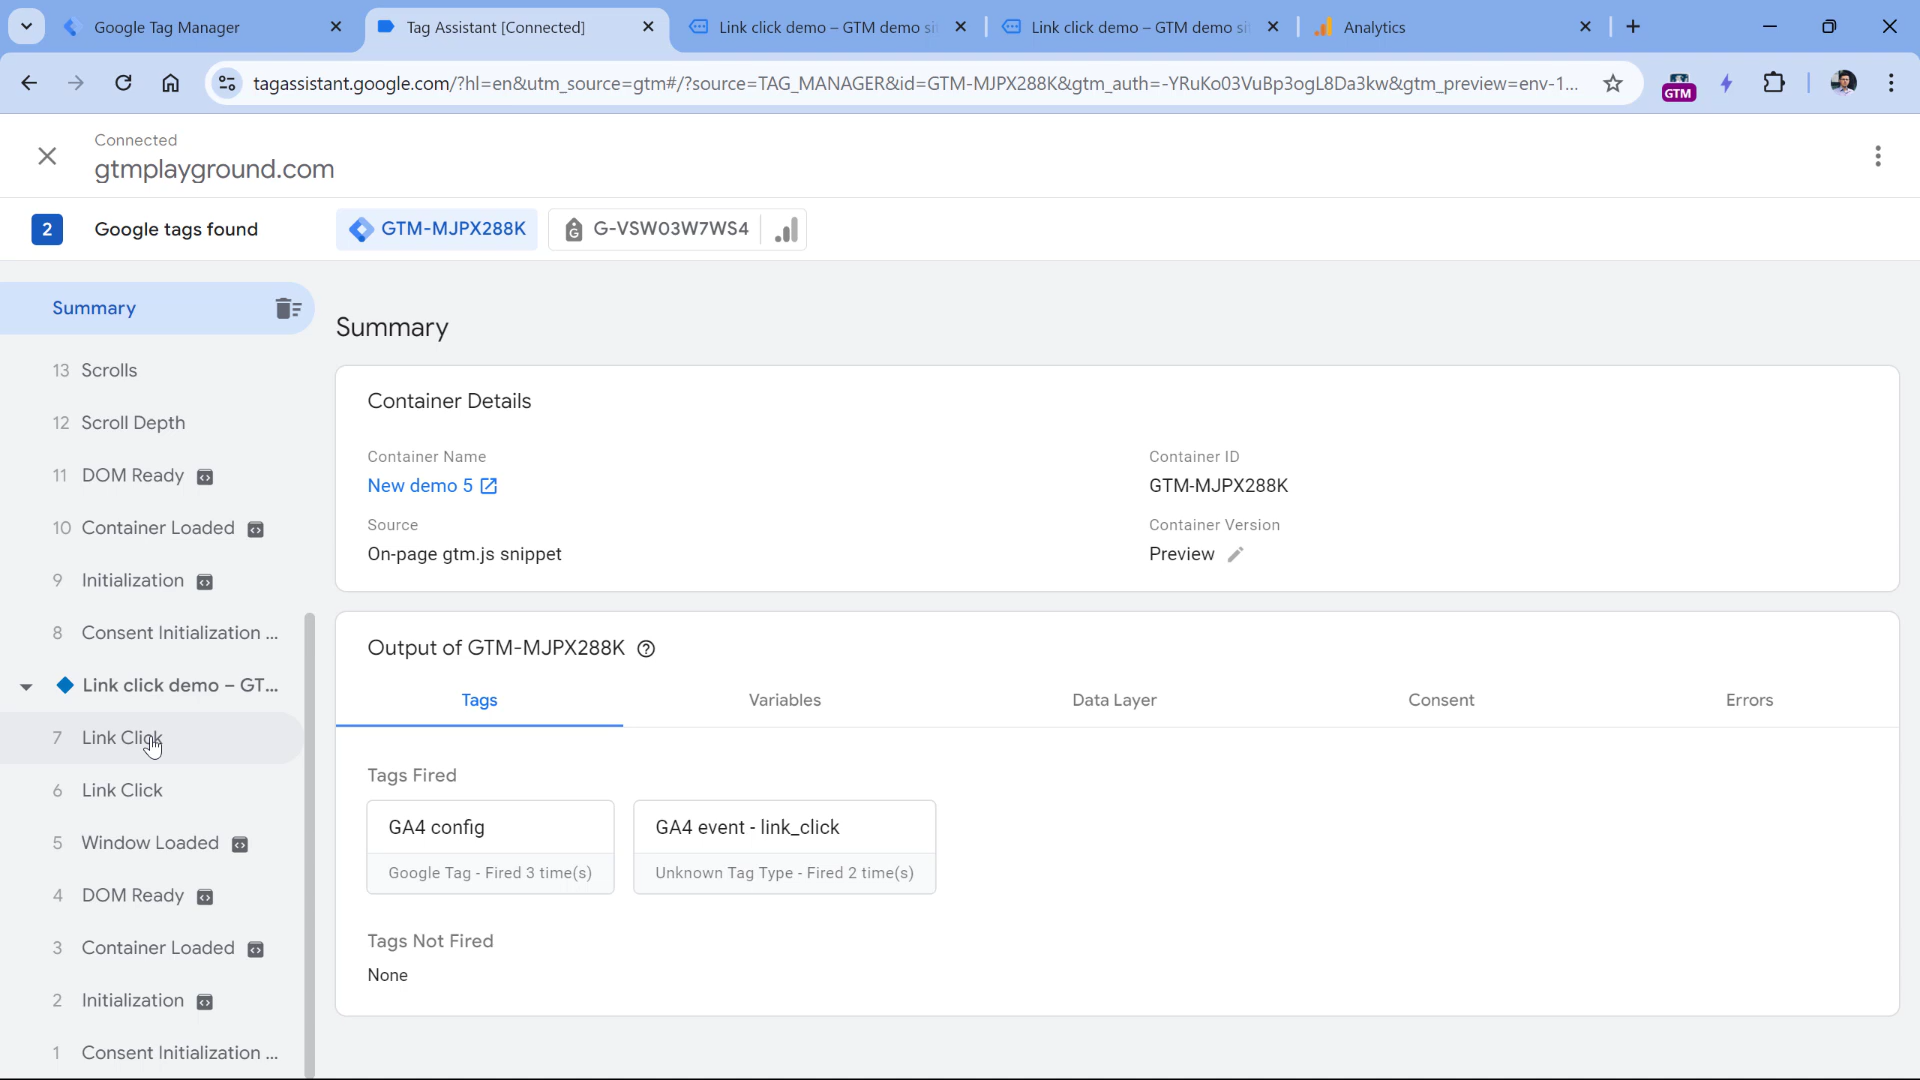 Google Tag Manager
Tag Assistant [Connected]
Link click demo – GTM demo si
Link click demo – GTM demo si
Analytics
tagassistant.google.com/?hl=en&utm_source=gtm#/?source=TAG_MANAGER&id=GTM-MJPX288K&gtm_auth=-YRuKo03VuBp3ogL8Da3kw&gtm_preview=env-1...
GTM
Connected
gtmplayground.com
2
Google tags found
GTM-MJPX288K
G-VSW03W7WS4
Summary
13 Scrolls
12 Scroll Depth
11 DOM Ready
10 Container Loaded
9 Initialization
8 Consent Initialization ...
Link click demo – GT...
7 Link Click
6 Link Click
5 Window Loaded
4 DOM Ready
3 Container Loaded
2 Initialization
1 Consent Initialization ...
Summary
Container Details
Container Name
New demo 5
Container ID
GTM-MJPX288K
Source
On-page gtm.js snippet
Container Version
Preview
Output of GTM-MJPX288K
Tags
Variables
Data Layer
Consent
Errors
Tags Fired
GA4 config
Google Tag - Fired 3 time(s)
GA4 event - link_click
Unknown Tag Type - Fired 2 time(s)
Tags Not Fired
None